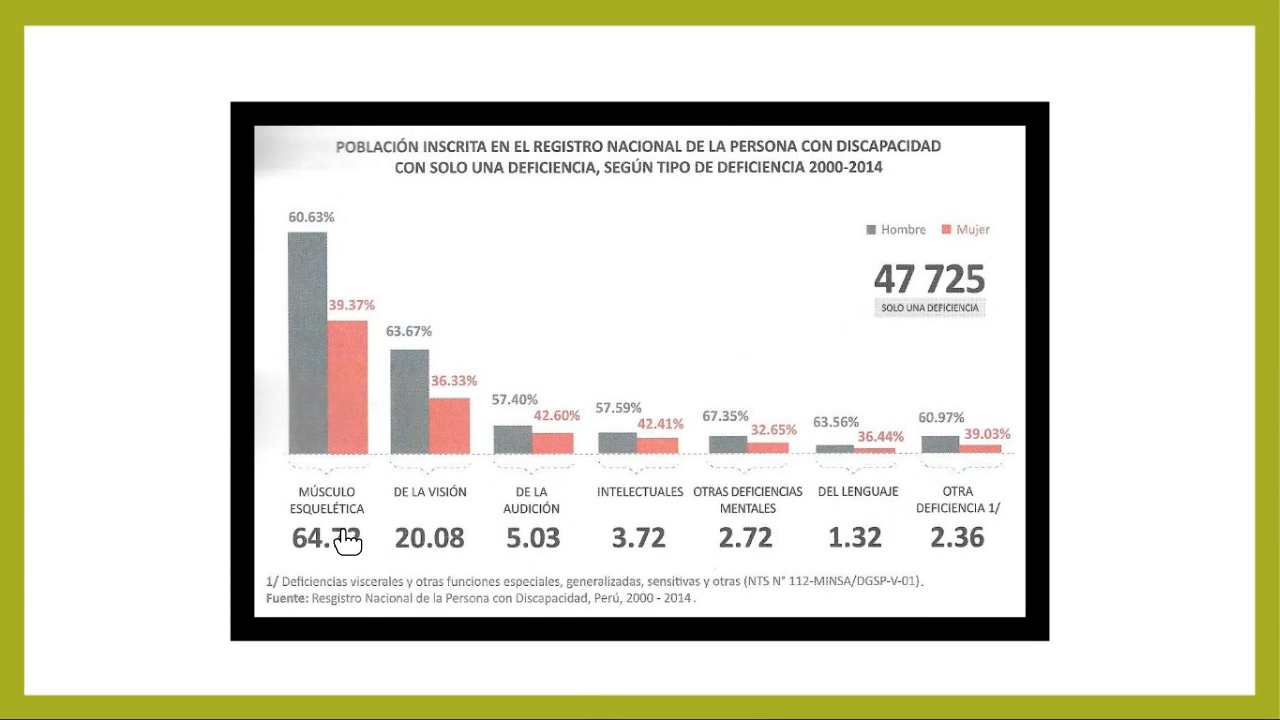 POBLACIÓN INSCRITA EN EL REGISTRO NACIONAL DE LA PERSONA CON DISCAPACIDAD
CON SOLO UNA DEFICIENCIA, SEGÚN TIPO DE DEFICIENCIA 2000-2014
60.63%
39.37%
63.67%
36.33%
57.40%
42.60%
57.59%
42.41%
67.35%
32.65%
63.56%
36.44%
60.97%
39.03%
Hombre Mujer
47 725
SOLO UNA DEFICIENCIA
MÚSCULO
ESQUELÉTICA
DE LA VISIÓN
DE LA
AUDICIÓN
INTELECTUALES
OTRAS DEFICIENCIAS
MENTALES
DEL LENGUAJE
OTRA
DEFICIENCIA 1/
20.08
5.03
3.72
2.72
1.32
2.36
1/ Deficiencias viscerales y otras funciones especiales, generalizadas, sensitivas y otras (NTS N° 112-MINSA/DGSP-V-01).
Fuente: Resgistro Nacional de la Persona con Discapacidad, Perú, 2000 - 2014.